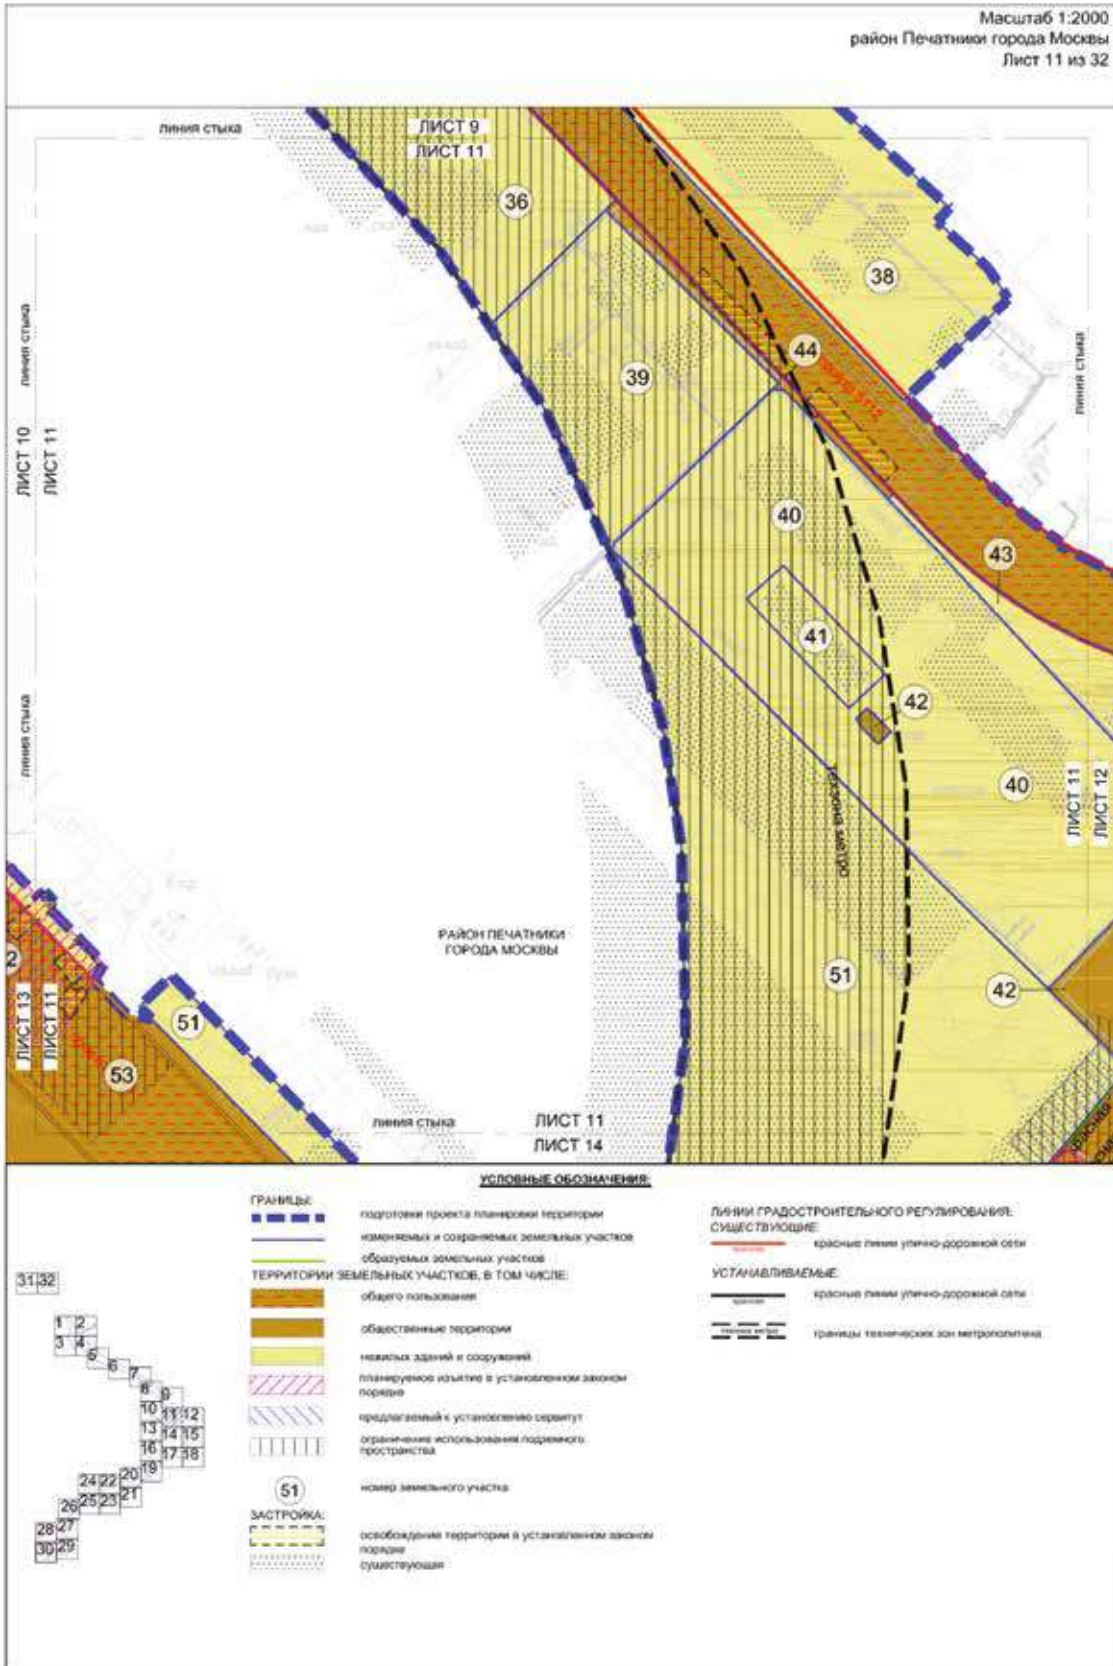 Масштаб 1:2000
район Печатники города Москвы
Лист 11 из 32
линия стыка
ЛИСТ 9
ЛИСТ 11
36
38
линия стыка
линия стыка
44
39
ЛИСТ 10
ЛИСТ 11
40
43
41
42
линия стыка
техзона метро
40
ЛИСТ 11
ЛИСТ 12
РАЙОН ПЕЧАТНИКИ
ГОРОДА МОСКВЫ
2
51
42
ЛИСТ 13
ЛИСТ 11
51
53
линия стыка
ЛИСТ 11
ЛИСТ 14
УСЛОВНЫЕ ОБОЗНАЧЕНИЯ:
ГРАНИЦЫ:
подготовки проекта планировки территории
изменяемых и сохраняемых земельных участков
образуемых земельных участков
ТЕРРИТОРИИ ЗЕМЕЛЬНЫХ УЧАСТКОВ, В ТОМ ЧИСЛЕ:
общего пользования
общественные территории
нежилых зданий и сооружений
планируемое изъятие в установленном законом
порядке
предлагаемый к установлению сервитут
ограничение использования подземного
пространства
51
номер земельного участка
ЗАСТРОЙКА:
освобождение территории в установленном законом
порядке
существующая
ЛИНИИ ГРАДОСТРОИТЕЛЬНОГО РЕГУЛИРОВАНИЯ:
СУЩЕСТВУЮЩИЕ:
красные линии улично-дорожной сети
УСТАНАВЛИВАЕМЫЕ:
красные линии улично-дорожной сети
границы технических зон метрополитена
31 32
1 2
3 4
5
6
7
8 9
10 11 12
13 14 15
16 17 18
19
24 22 20
26 25 23 21
28 27
30 29